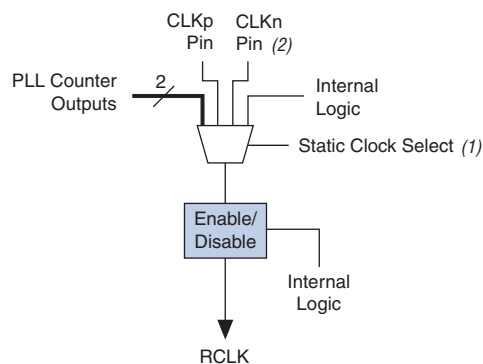 CLKp
Pin
CLKn
Pin (2)
PLL Counter
Outputs
2
Internal
Logic
Static Clock Select (1)
Enable/
Disable
Internal
Logic
RCLK